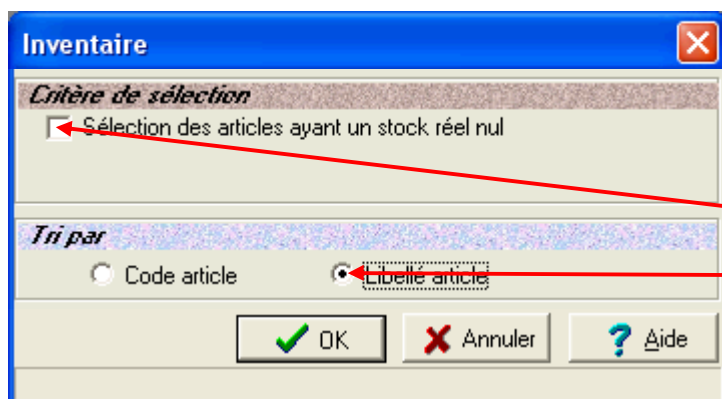 Inventaire
Critère de sélection
Sélection des articles ayant un stock réel nul
Tri par
Code article Libellé article
OK Annuler Aide